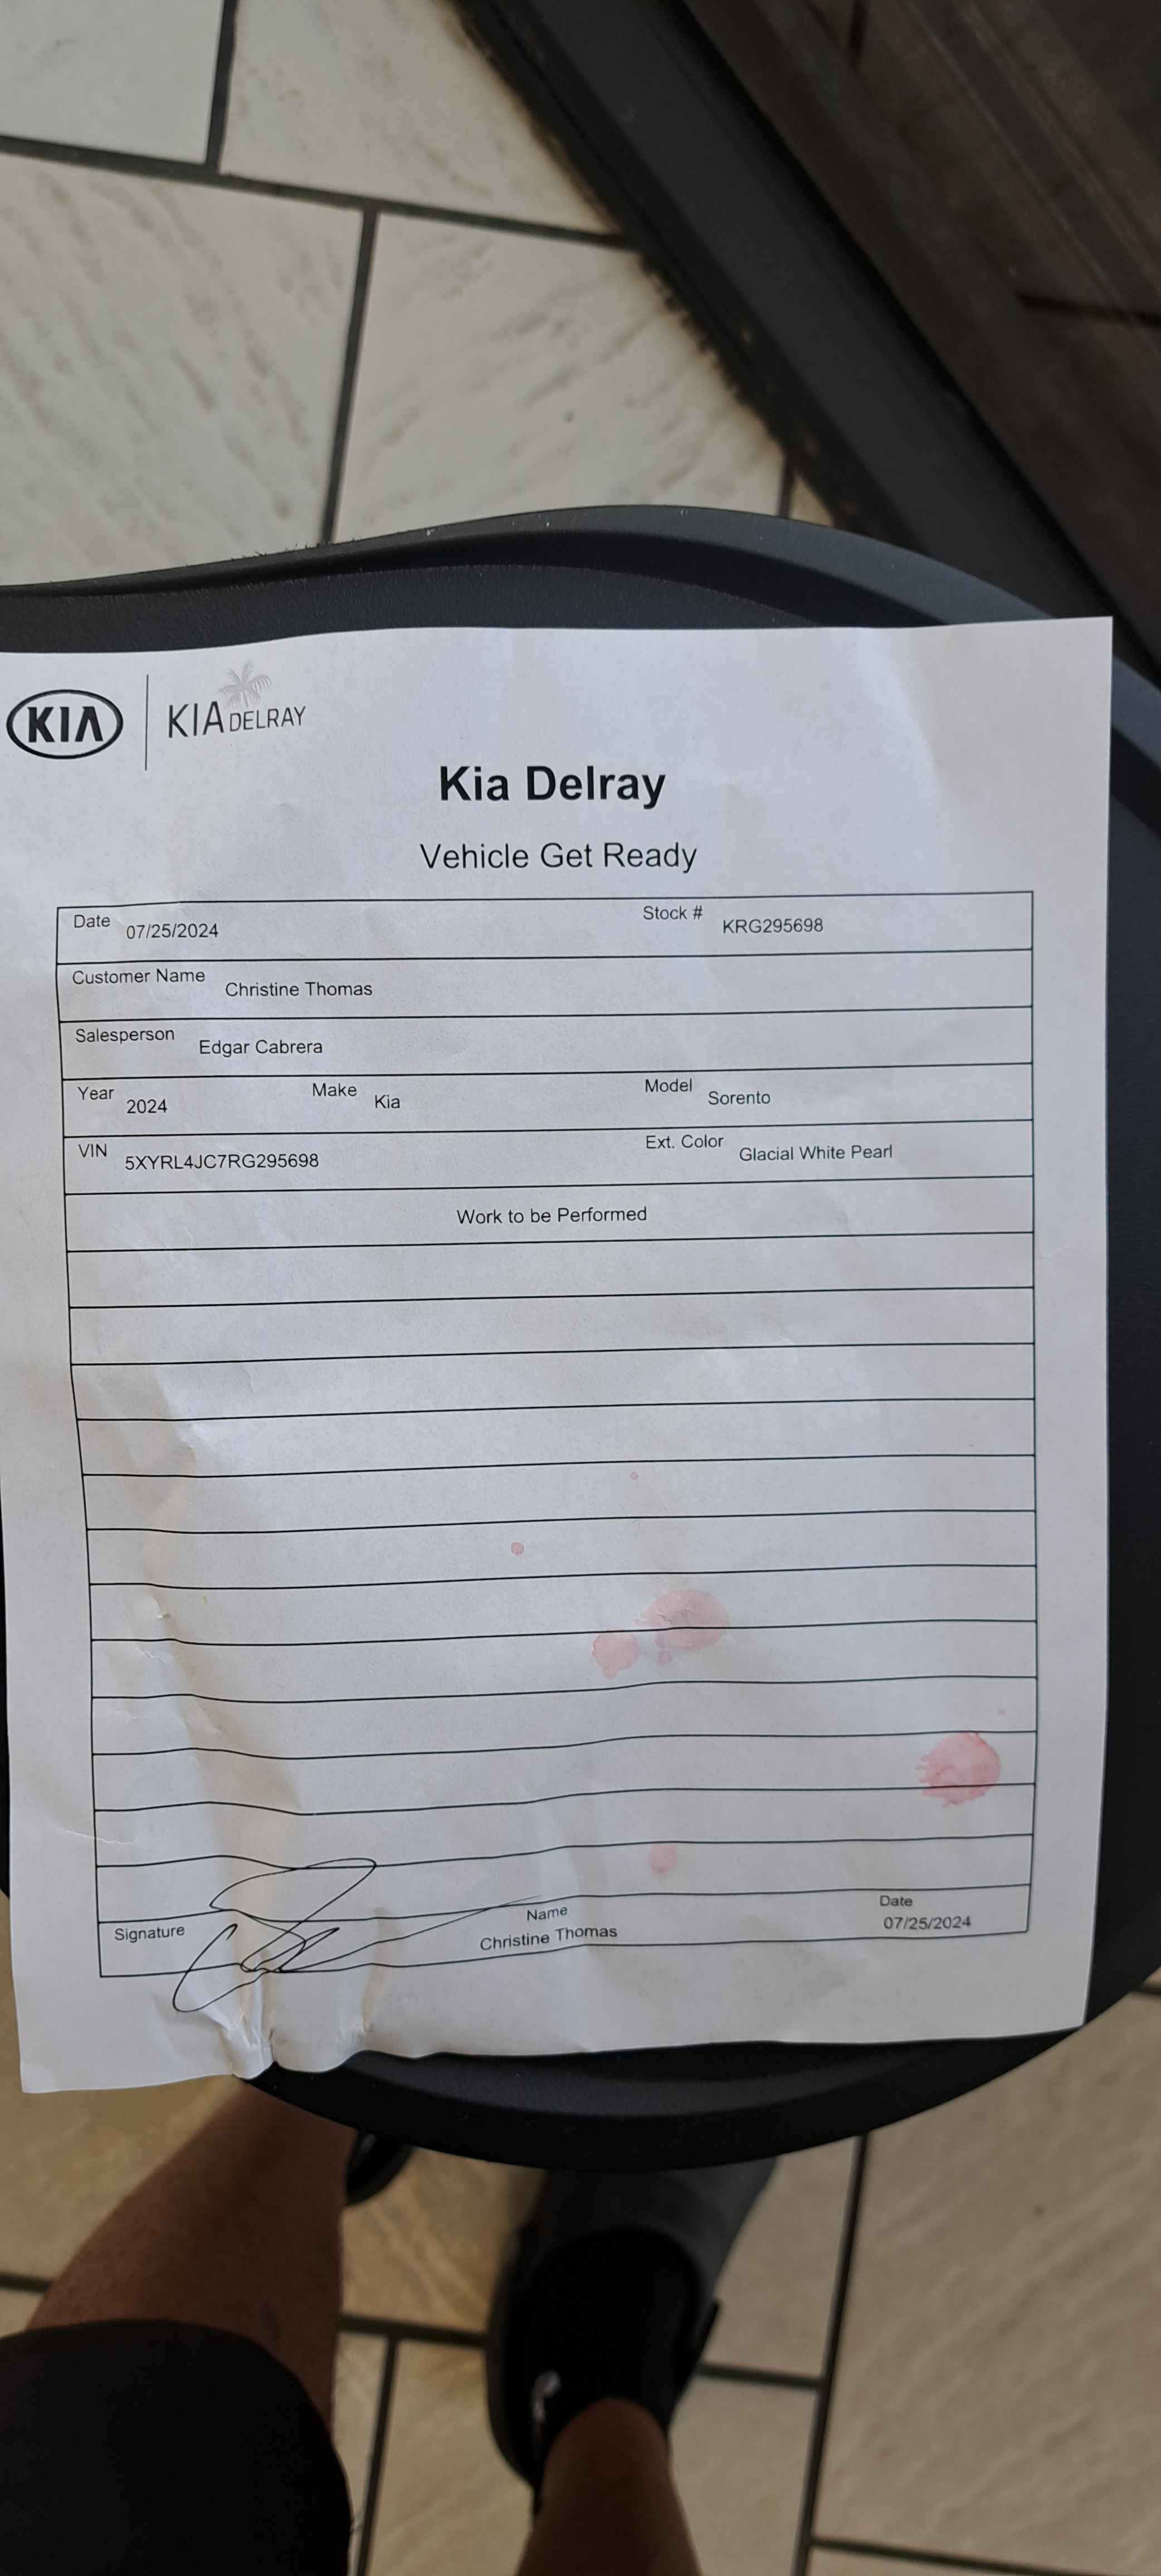 KIA KIA DELRAY
Kia Delray
Vehicle Get Ready
Date 07/25/2024 Stock # KRG295698
Customer Name Christine Thomas
Salesperson Edgar Cabrera
Year 2024 Make Kia Model Sorento
VIN 5XYRL4JC7RG295698 Ext. Color Glacial White Pearl
Work to be Performed
Signature Name Christine Thomas Date 07/25/2024